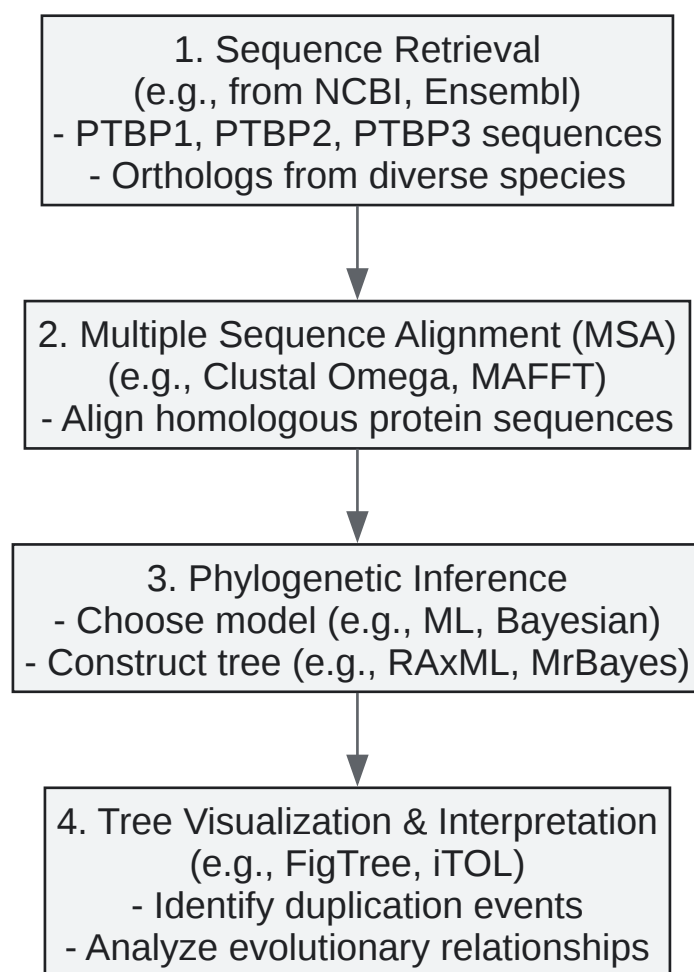 1. Sequence Retrieval
(e.g., from NCBI, Ensembl)
- PTBP1, PTBP2, PTBP3 sequences
- Orthologs from diverse species
2. Multiple Sequence Alignment (MSA)
(e.g., Clustal Omega, MAFFT)
- Align homologous protein sequences
3. Phylogenetic Inference
- Choose model (e.g., ML, Bayesian)
- Construct tree (e.g., RAxML, MrBayes)
4. Tree Visualization & Interpretation
(e.g., FigTree, iTOL)
- Identify duplication events
- Analyze evolutionary relationships